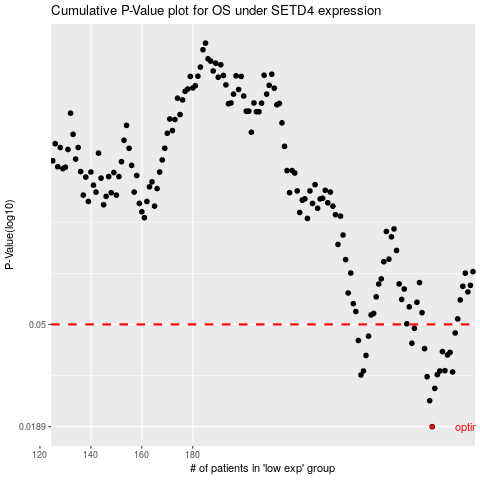 Cumulative P-Value plot for OS under SETD4 expression
P-Value(log10)
0.05
0.0189
optir
120 140 160 180
# of patients in 'low exp' group